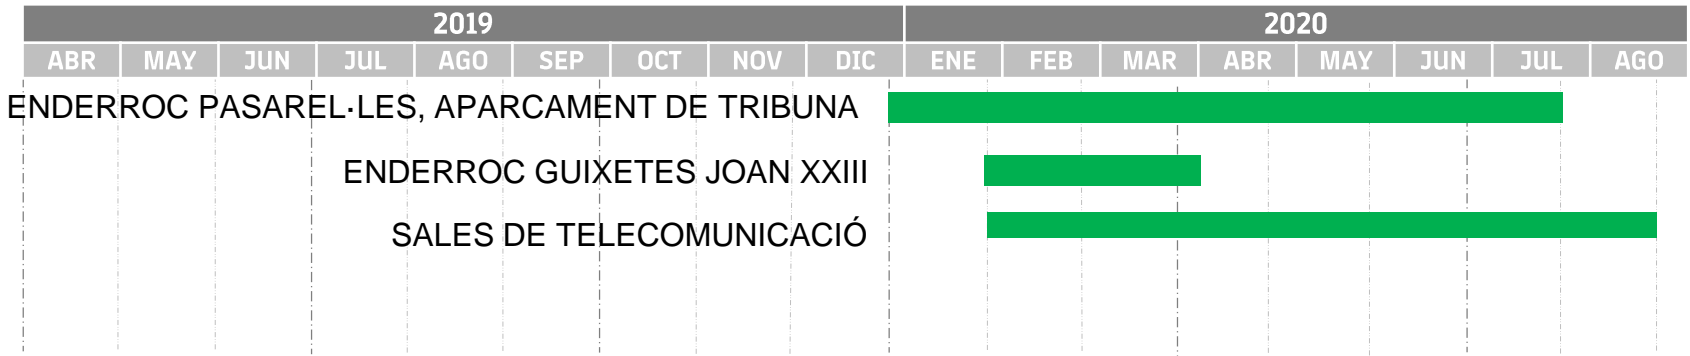 2019 2020
ABR MAY JUN JUL AGO SEP OCT NOV DIC ENE FEB MAR ABR MAY JUN JUL AGO
ENDERROC PASAREL·LES, APARCAMENT DE TRIBUNA
ENDERROC GUIXETES JOAN XXIII
SALES DE TELECOMUNICACIÓ